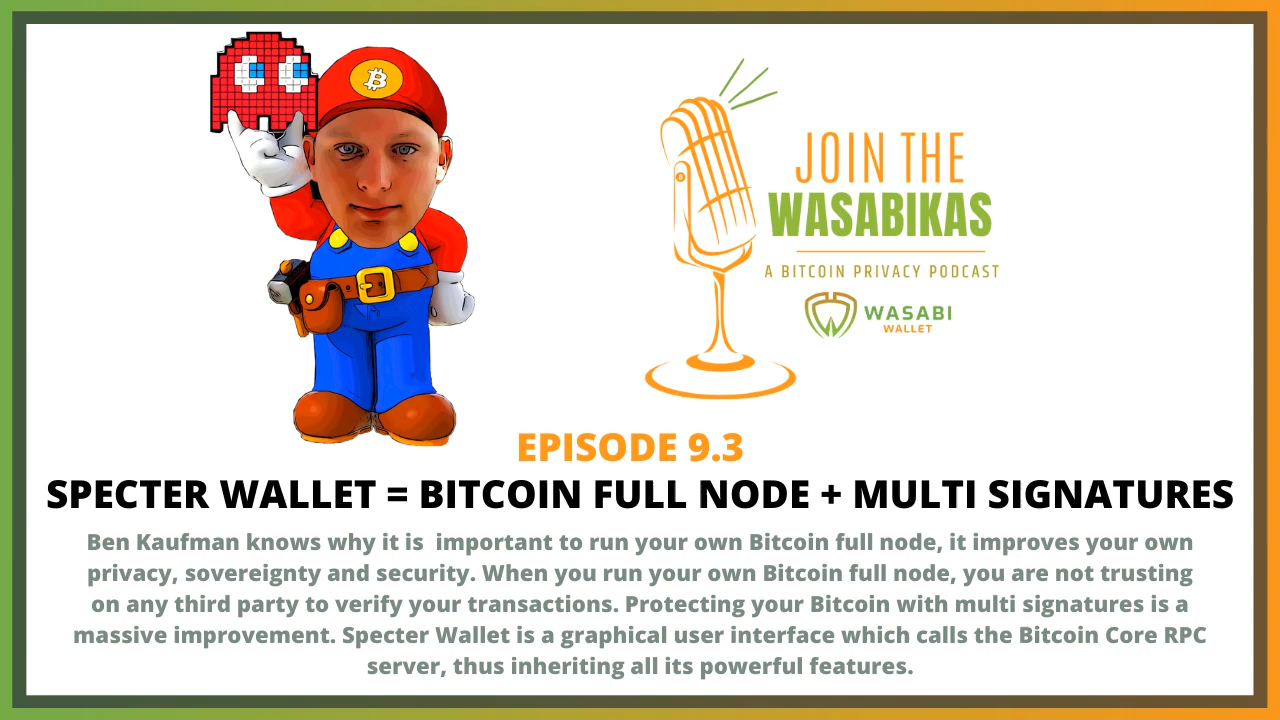 JOIN THE
WASABIKAS
A BITCOIN PRIVACY PODCAST
WASABI
WALLET
EPISODE 9.3
SPECTER WALLET = BITCOIN FULL NODE + MULTI SIGNATURES
Ben Kaufman knows why it is  important to run your own Bitcoin full node, it improves your own
privacy, sovereignty and security. When you run your own Bitcoin full node, you are not trusting
on any third party to verify your transactions. Protecting your Bitcoin with multi signatures is a
massive improvement. Specter Wallet is a graphical user interface which calls the Bitcoin Core RPC
server, thus inheriting all its powerful features.